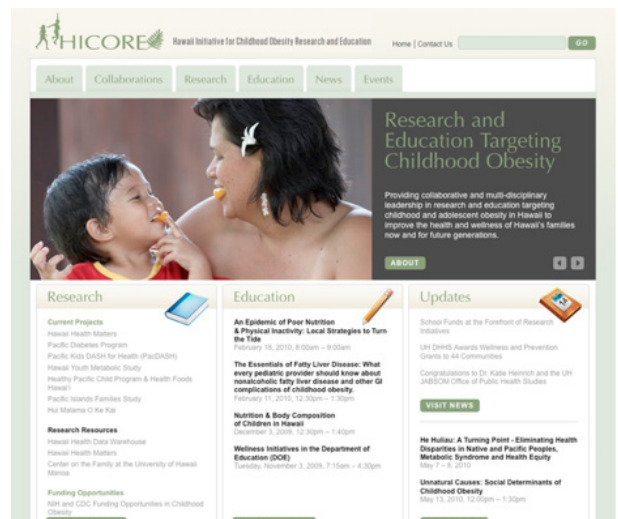 HICORE
Hawaii Initiative for Childhood Obesity Research and Education
Home | Contact Us
GO
About
Collaborations
Research
Education
News
Events
Research and
Education Targeting
Childhood Obesity
Providing collaborative and multi-disciplinary
leadership in research and education targeting
childhood and adolescent obesity in Hawaii to
improve the health and wellness of Hawaii's families
now and for future generations.
ABOUT
Research
Current Projects
Hawaii Health Matters
Pacific Diabetes Program
Pacific Kids DASH for Health (PacDASH)
Hawaii Youth Metabolic Study
Healthy Pacific Child Program & Health Foods
Hawai'i
Pacific Islands Families Study
Hui Malama O Ke Kai
Research Resources
Hawaii Health Data Warehouse
Hawaii Health Matters
Center on the Family at the University of Hawaii
Manoa
Funding Opportunities
NIH and CDC Funding Opportunities in Childhood
Obesity
Education
An Epidemic of Poor Nutrition
& Physical Inactivity: Local Strategies to Turn
the Tide
February 18, 2010, 8:00am – 9:00am
The Essentials of Fatty Liver Disease: What
every pediatric provider should know about
nonalcoholic fatty liver disease and other GI
complications of childhood obesity.
February 11, 2010, 12:30pm – 1:30pm
Nutrition & Body Composition
of Children in Hawaii
December 3, 2009, 12:30pm – 1:40pm
Wellness Initiatives in the Department of
Education (DOE)
Tuesday, November 3, 2009, 7:15am – 4:30pm
Updates
14
School Funds at the Forefront of Research
Initiatives
UH DHHS Awards Wellness and Prevention
Grants to 44 Communities
Congratulations to Dr. Katie Heinrich and the UH
JABSOM Office of Public Health Studies
VISIT NEWS
He Huliau: A Turning Point - Eliminating Health
Disparities in Native and Pacific Peoples,
Metabolic Syndrome and Health Equity
May 7 – 8, 2010
Unnatural Causes: Social Determinants of
Childhood Obesity
May 13, 2010, 12:00pm – 1:30pm